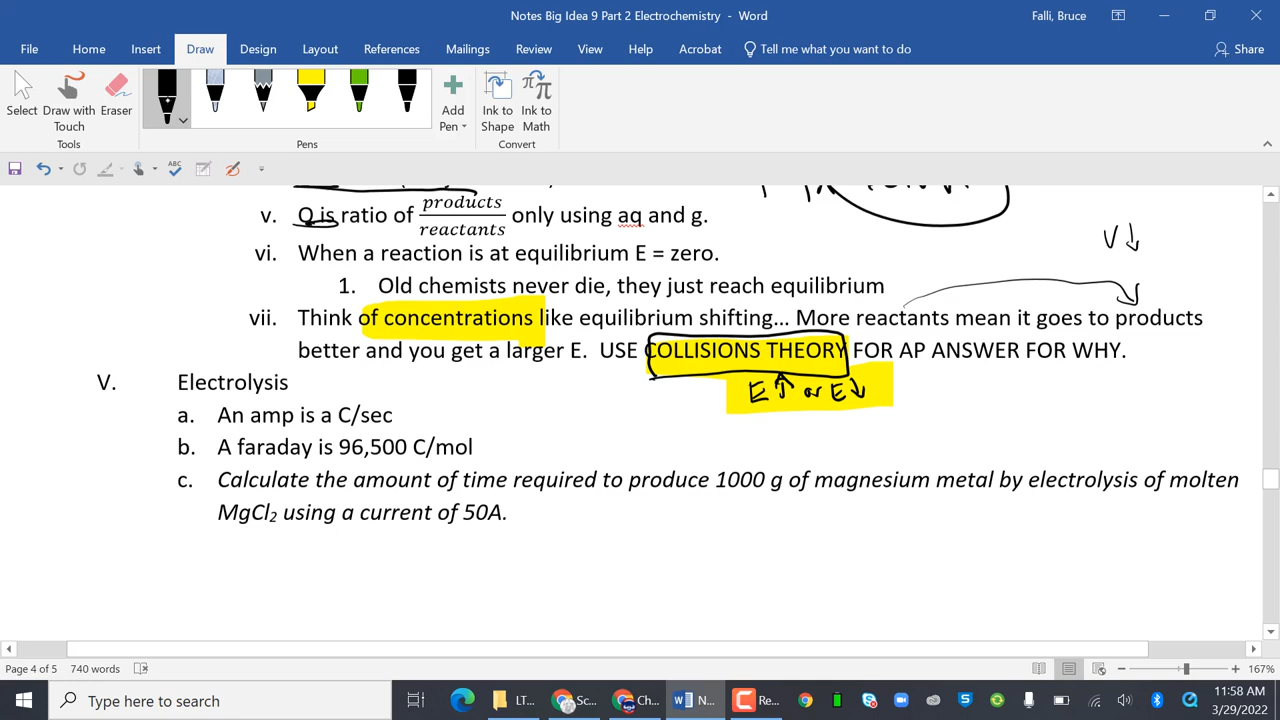 Notes Big Idea 9 Part 2 Electrochemistry - Word
Falli, Bruce
File Home Insert Draw Design Layout References Mailings Review View Help Acrobat Tell me what you want to do Share
Select Draw with Touch Eraser Add Pen Ink to Shape Ink to Math
Tools Pens Convert
ABC
v. Q is ratio of products/reactants only using aq and g.
V↓
vi. When a reaction is at equilibrium E = zero.
1. Old chemists never die, they just reach equilibrium
vii. Think of concentrations like equilibrium shifting… More reactants mean it goes to products
better and you get a larger E. USE COLLISIONS THEORY FOR AP ANSWER FOR WHY.
E↑ or E↓
V. Electrolysis
a. An amp is a C/sec
b. A faraday is 96,500 C/mol
c. Calculate the amount of time required to produce 1000 g of magnesium metal by electrolysis of molten
MgCl₂ using a current of 50A.
Page 4 of 5 740 words 167%
Type here to search LT... Sc... Ch... N... Re... 11:58 AM
3/29/2022